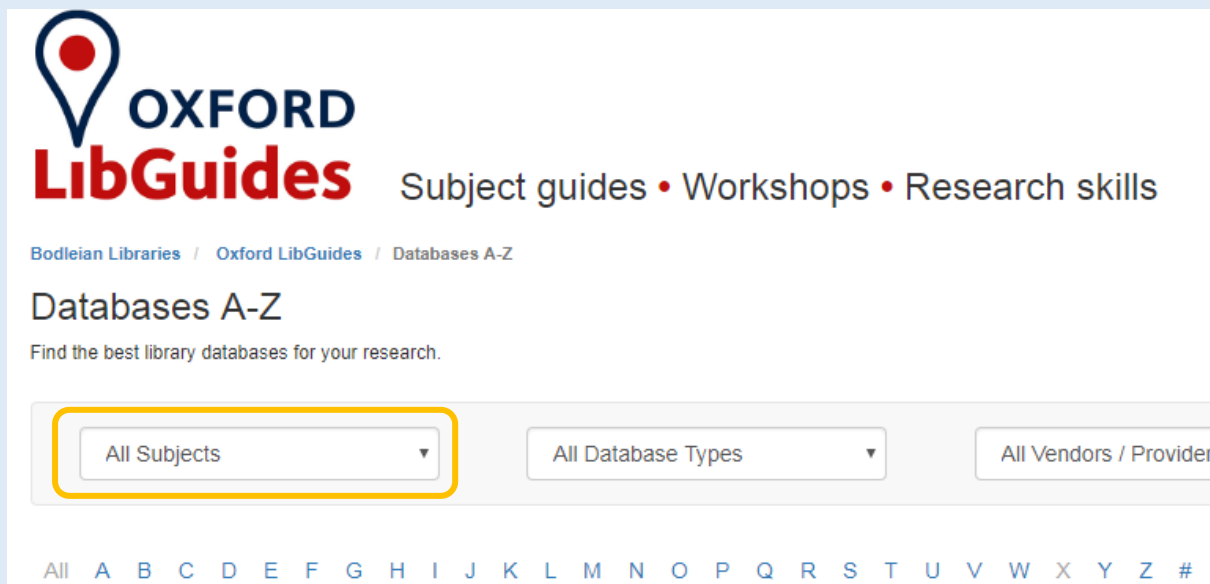 OXFORD
LibGuides
Subject guides • Workshops • Research skills
Bodleian Libraries / Oxford LibGuides / Databases A-Z
Databases A-Z
Find the best library databases for your research.
All Subjects All Database Types All Vendors / Provider
All A B C D E F G H I J K L M N O P Q R S T U V W X Y Z #